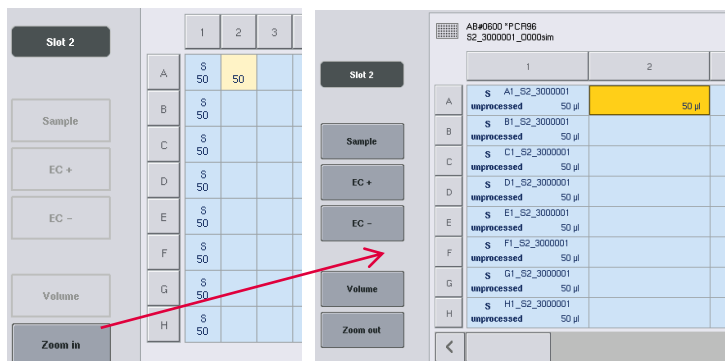 Slot 2
Sample
EC +
EC –
Volume
Zoom in
1 2 3
A S 50 50
B S 50
C S 50
D S 50
E S 50
F S 50
G S 50
H S 50
AB#0600 *PCR96
S2_3000001_0000sim
Slot 2
Sample
EC +
EC –
Volume
Zoom out
1 2
A S A1_S2_3000001
unprocessed 50 µl 50 µl
B S B1_S2_3000001
unprocessed 50 µl
C S C1_S2_3000001
unprocessed 50 µl
D S D1_S2_3000001
unprocessed 50 µl
E S E1_S2_3000001
unprocessed 50 µl
F S F1_S2_3000001
unprocessed 50 µl
G S G1_S2_3000001
unprocessed 50 µl
H S H1_S2_3000001
unprocessed 50 µl
<